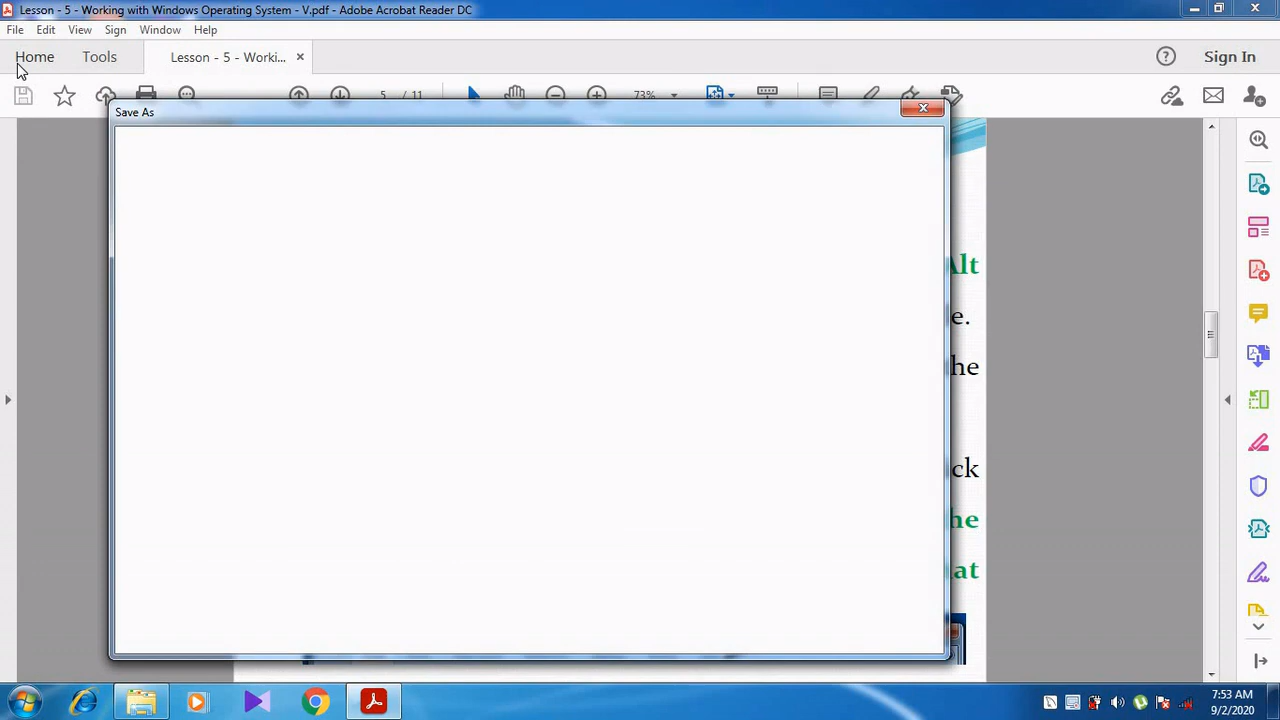 Lesson - 5 - Working with Windows Operating System - V.pdf - Adobe Acrobat Reader DC
File Edit View Sign Window Help
Home Tools Lesson - 5 - Worki... × Sign In
5 / 11 73%
Save As
Alt
e.
he
ck
he
at
7:53 AM
9/2/2020